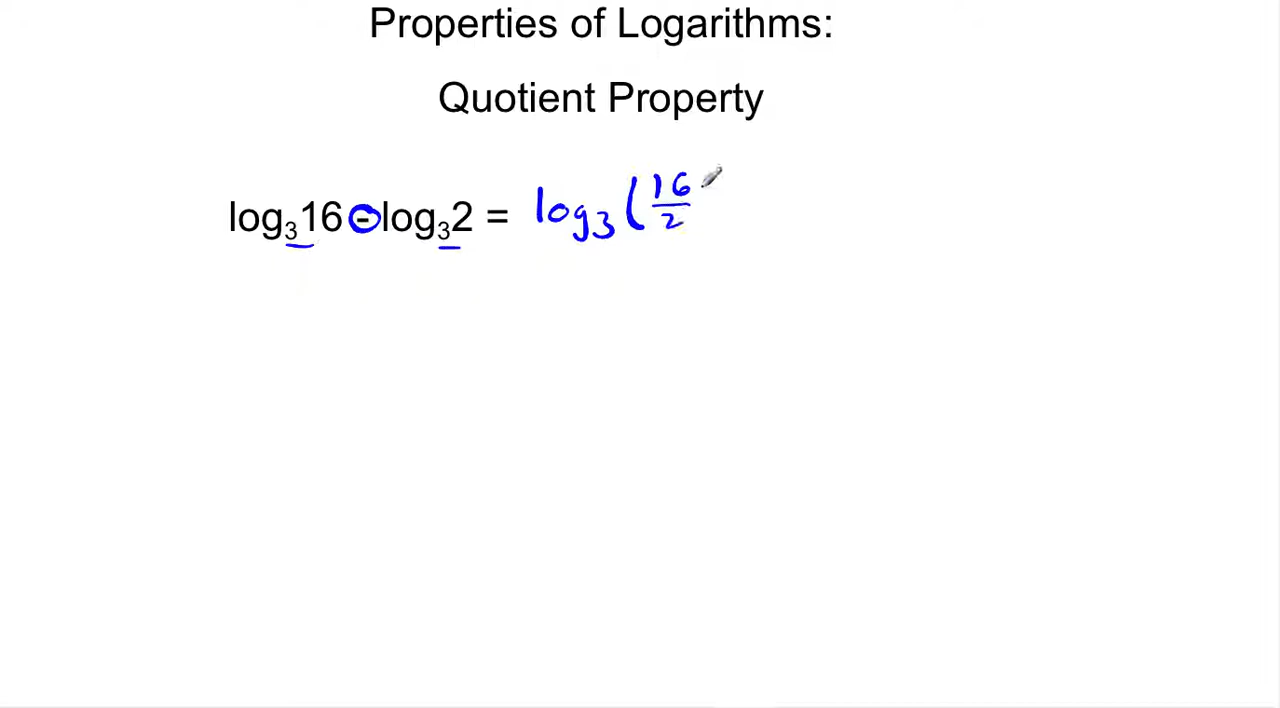 Properties of Logarithms:
Quotient Property
log₃16 - log₃2 = log₃(16/2